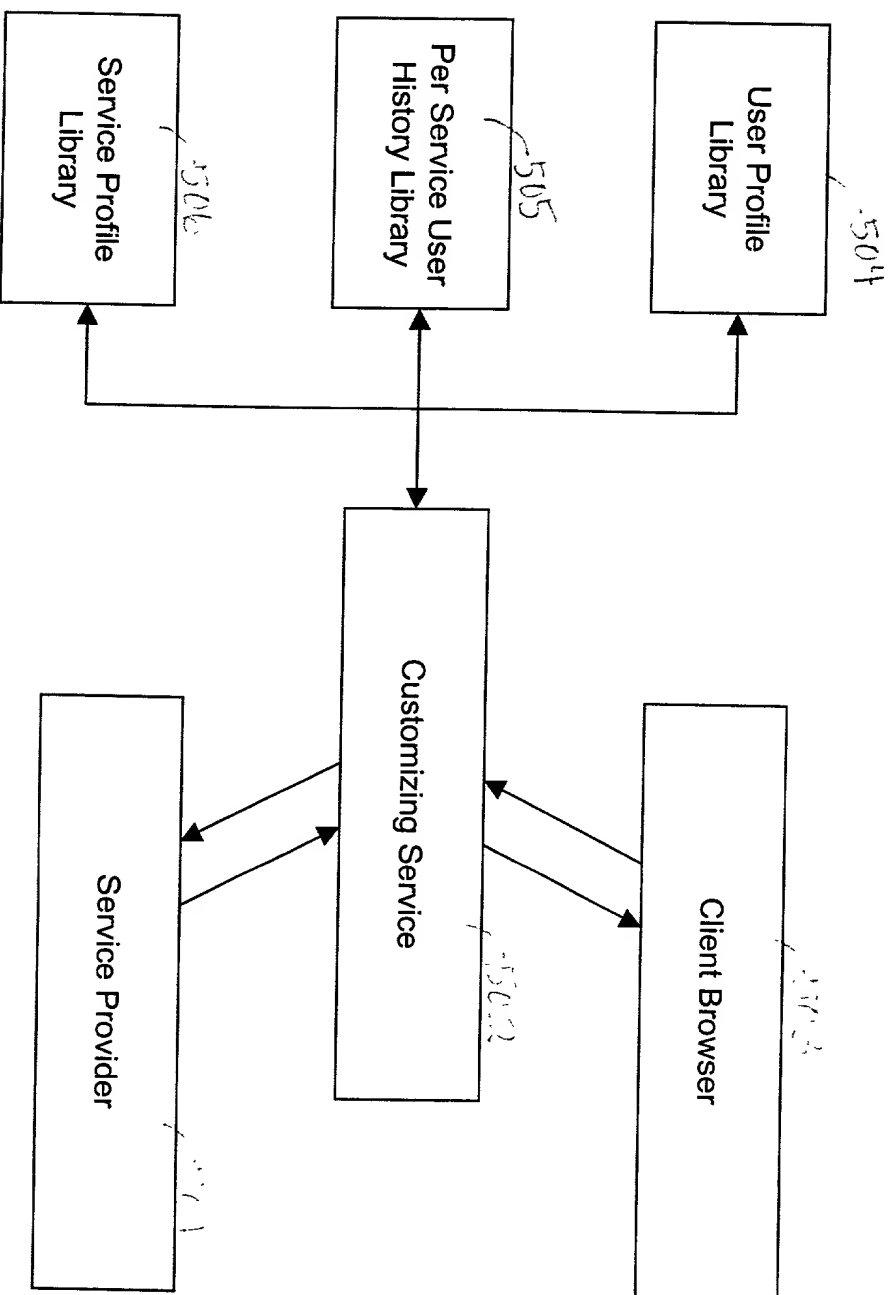 User Profile
Library
504
Per Service User
History Library
505
Service Profile
Library
506
Client Browser
Customizing Service
502
Service Provider